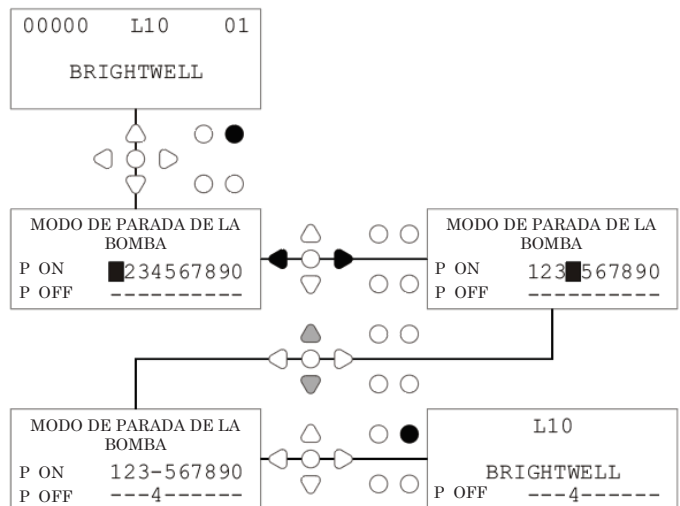 00000 L10 01
BRIGHTWELL
MODO DE PARADA DE LA
BOMBA
P ON █234567890
P OFF ----------
MODO DE PARADA DE LA
BOMBA
P ON 123█567890
P OFF ----------
MODO DE PARADA DE LA
BOMBA
P ON 123-567890
P OFF ---4------
L10
BRIGHTWELL
P OFF ---4------